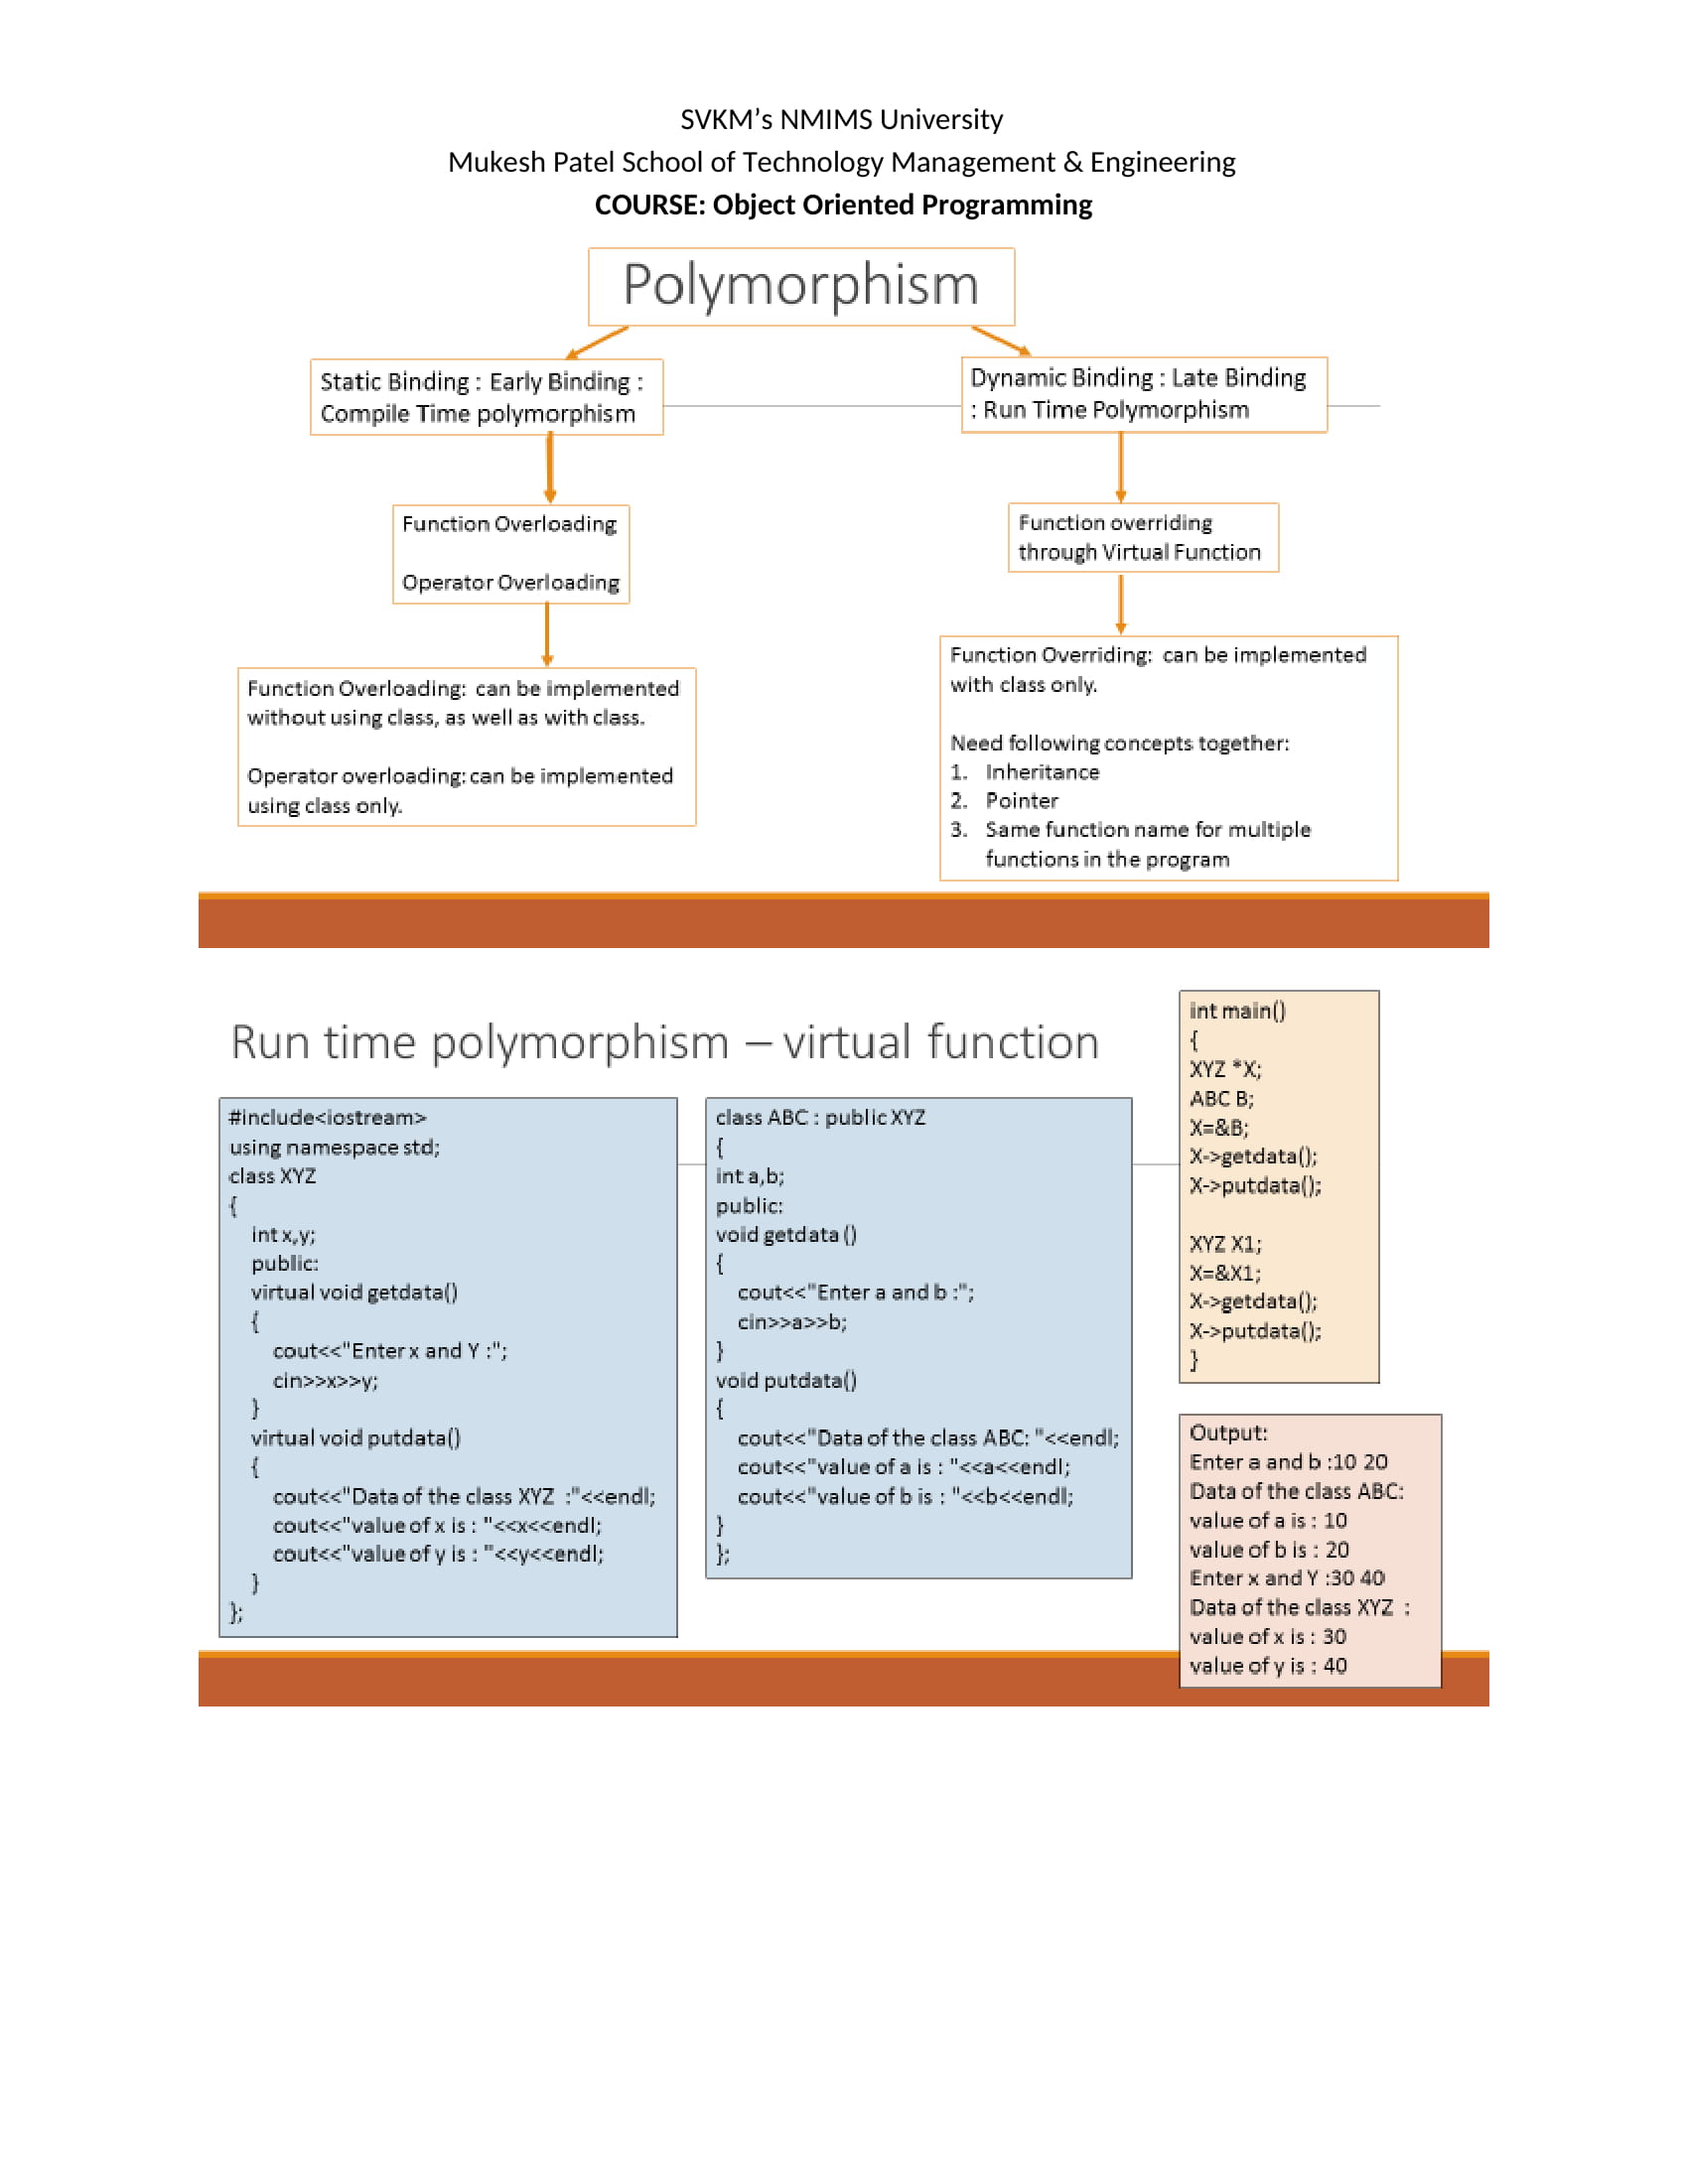 SVKM’s NMIMS University
Mukesh Patel School of Technology Management & Engineering
COURSE: Object Oriented Programming
Polymorphism
Static Binding : Early Binding :
Compile Time polymorphism
Dynamic Binding : Late Binding
: Run Time Polymorphism
Function Overloading
Operator Overloading
Function overriding
through Virtual Function
Function Overloading:  can be implemented
without using class, as well as with class.
Operator overloading: can be implemented
using class only.
Function Overriding:  can be implemented
with class only.
Need following concepts together:
1. Inheritance
2. Pointer
3. Same function name for multiple
functions in the program
Run time polymorphism – virtual function
#include<iostream>
using namespace std;
class XYZ
{
int x,y;
public:
virtual void getdata()
{
cout<<"Enter x and Y :";
cin>>x>>y;
}
virtual void putdata()
{
cout<<"Data of the class XYZ  :"<<endl;
cout<<"value of x is : "<<x<<endl;
cout<<"value of y is : "<<y<<endl;
}
};
class ABC : public XYZ
{
int a,b;
public:
void getdata ()
{
cout<<"Enter a and b :";
cin>>a>>b;
}
void putdata()
{
cout<<"Data of the class ABC: "<<endl;
cout<<"value of a is : "<<a<<endl;
cout<<"value of b is : "<<b<<endl;
}
};
int main()
{
XYZ *X;
ABC B;
X=&B;
X->getdata();
X->putdata();
XYZ X1;
X=&X1;
X->getdata();
X->putdata();
}
Output:
Enter a and b :10 20
Data of the class ABC:
value of a is : 10
value of b is : 20
Enter x and Y :30 40
Data of the class XYZ  :
value of x is : 30
value of y is : 40